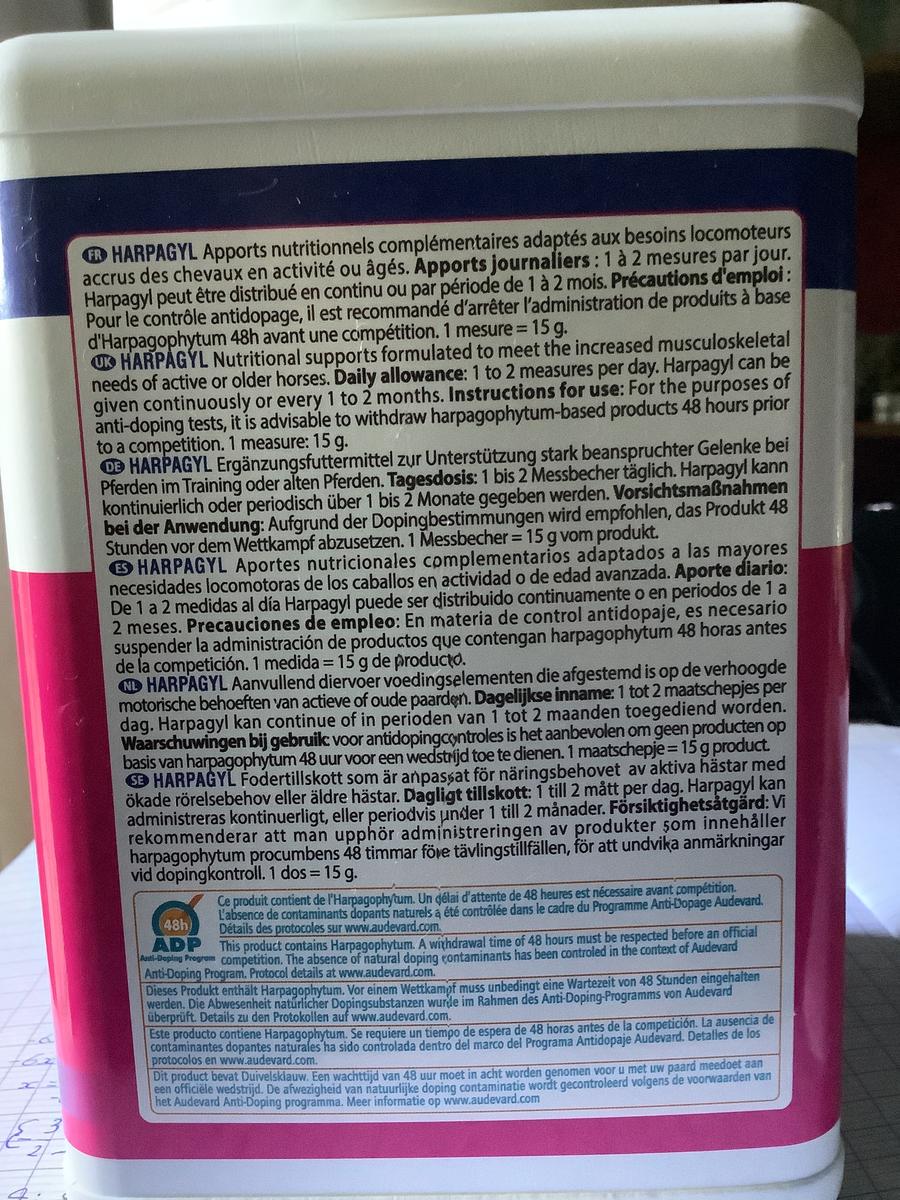 FR HARPAGYL Apports nutritionnels complémentaires adaptés aux besoins locomoteurs
accrus des chevaux en activité ou âgés. Apports journaliers : 1 à 2 mesures par jour.
Harpagyl peut être distribué en continu ou par période de 1 à 2 mois. Précautions d'emploi :
Pour le contrôle antidopage, il est recommandé d'arrêter l'administration de produits à base
d'Harpagophytum 48h avant une compétition. 1 mesure = 15 g.
UK HARPAGYL Nutritional supports formulated to meet the increased musculoskeletal
needs of active or older horses. Daily allowance: 1 to 2 measures per day. Harpagyl can be
given continuously or every 1 to 2 months. Instructions for use: For the purposes of
anti-doping tests, it is advisable to withdraw harpagophytum-based products 48 hours prior
to a competition. 1 measure: 15 g.
DE HARPAGYL Ergänzungsfuttermittel zur Unterstützung stark beanspruchter Gelenke bei
Pferden im Training oder alten Pferden. Tagesdosis: 1 bis 2 Messbecher täglich. Harpagyl kann
kontinuierlich oder periodisch über 1 bis 2 Monate gegeben werden. Vorsichtsmaßnahmen
bei der Anwendung: Aufgrund der Dopingbestimmungen wird empfohlen, das Produkt 48
Stunden vor dem Wettkampf abzusetzen. 1 Messbecher = 15 g vom produkt.
ES HARPAGYL Aportes nutricionales complementarios adaptados a las mayores
necesidades locomotoras de los caballos en actividad o de edad avanzada. Aporte diario:
De 1 a 2 medidas al día Harpagyl puede ser distribuido continuamente o en periodos de 1 a
2 meses. Precauciones de empleo: En materia de control antidopaje, es necesario
suspender la administración de productos que contengan harpagophytum 48 horas antes
de la competición. 1 medida = 15 g de producto.
NL HARPAGYL Aanvullend diervoer voedingselementen die afgestemd is op de verhoogde
motorische behoeften van actieve of oude paarden. Dagelijkse inname: 1 tot 2 maatschepjes per
dag. Harpagyl kan continue of in perioden van 1 tot 2 maanden toegediend worden.
Waarschuwingen bij gebruik: voor antidopingcontroles is het aanbevolen om geen producten op
basis van harpagophytum 48 uur voor een wedstrijd toe te dienen. 1 maatschepje = 15 g product.
SE HARPAGYL Fodertillskott som är anpassat för näringsbehovet av aktiva hästar med
ökade rörelsebehov eller äldre hästar. Dagligt tillskott: 1 till 2 mått per dag. Harpagyl kan
administreras kontinuerligt, eller periodvis under 1 till 2 månader. Försiktighetsåtgärd: Vi
rekommenderar att man upphör administreringen av produkter som innehåller
harpagophytum procumbens 48 timmar före tävlingstillfällen, för att undvika anmärkningar
vid dopingkontroll. 1 dos = 15 g.
48h
ADP
Anti-Doping Program
Ce produit contient de l'Harpagophytum. Un délai d'attente de 48 heures est nécessaire avant compétition.
L'absence de contaminants dopants naturels a été contrôlée dans le cadre du Programme Anti-Dopage Audevard.
Détails des protocoles sur www.audevard.com.
This product contains Harpagophytum. A withdrawal time of 48 hours must be respected before an official
competition. The absence of natural doping contaminants has been controled in the context of Audevard
Anti-Doping Program. Protocol details at www.audevard.com.
Dieses Produkt enthält Harpagophytum. Vor einem Wettkampf muss unbedingt eine Wartezeit von 48 Stunden eingehalten
werden. Die Abwesenheit natürlicher Dopingsubstanzen wurde im Rahmen des Anti-Doping-Programms von Audevard
überprüft. Details zu den Protokollen auf www.audevard.com.
Este producto contiene Harpagophytum. Se requiere un tiempo de espera de 48 horas antes de la competición. La ausencia de
contaminantes dopantes naturales ha sido controlada dentro del marco del Programa Antidopaje Audevard. Detalles de los
protocolos en www.audevard.com.
Dit product bevat Duivelsklauw. Een wachttijd van 48 uur moet in acht worden genomen voor u met uw paard meedoet aan
een officiële wedstrijd. De afwezigheid van natuurlijke doping contaminatie wordt gecontroleerd volgens de voorwaarden van
het Audevard Anti-Doping programma. Meer informatie op www.audevard.com